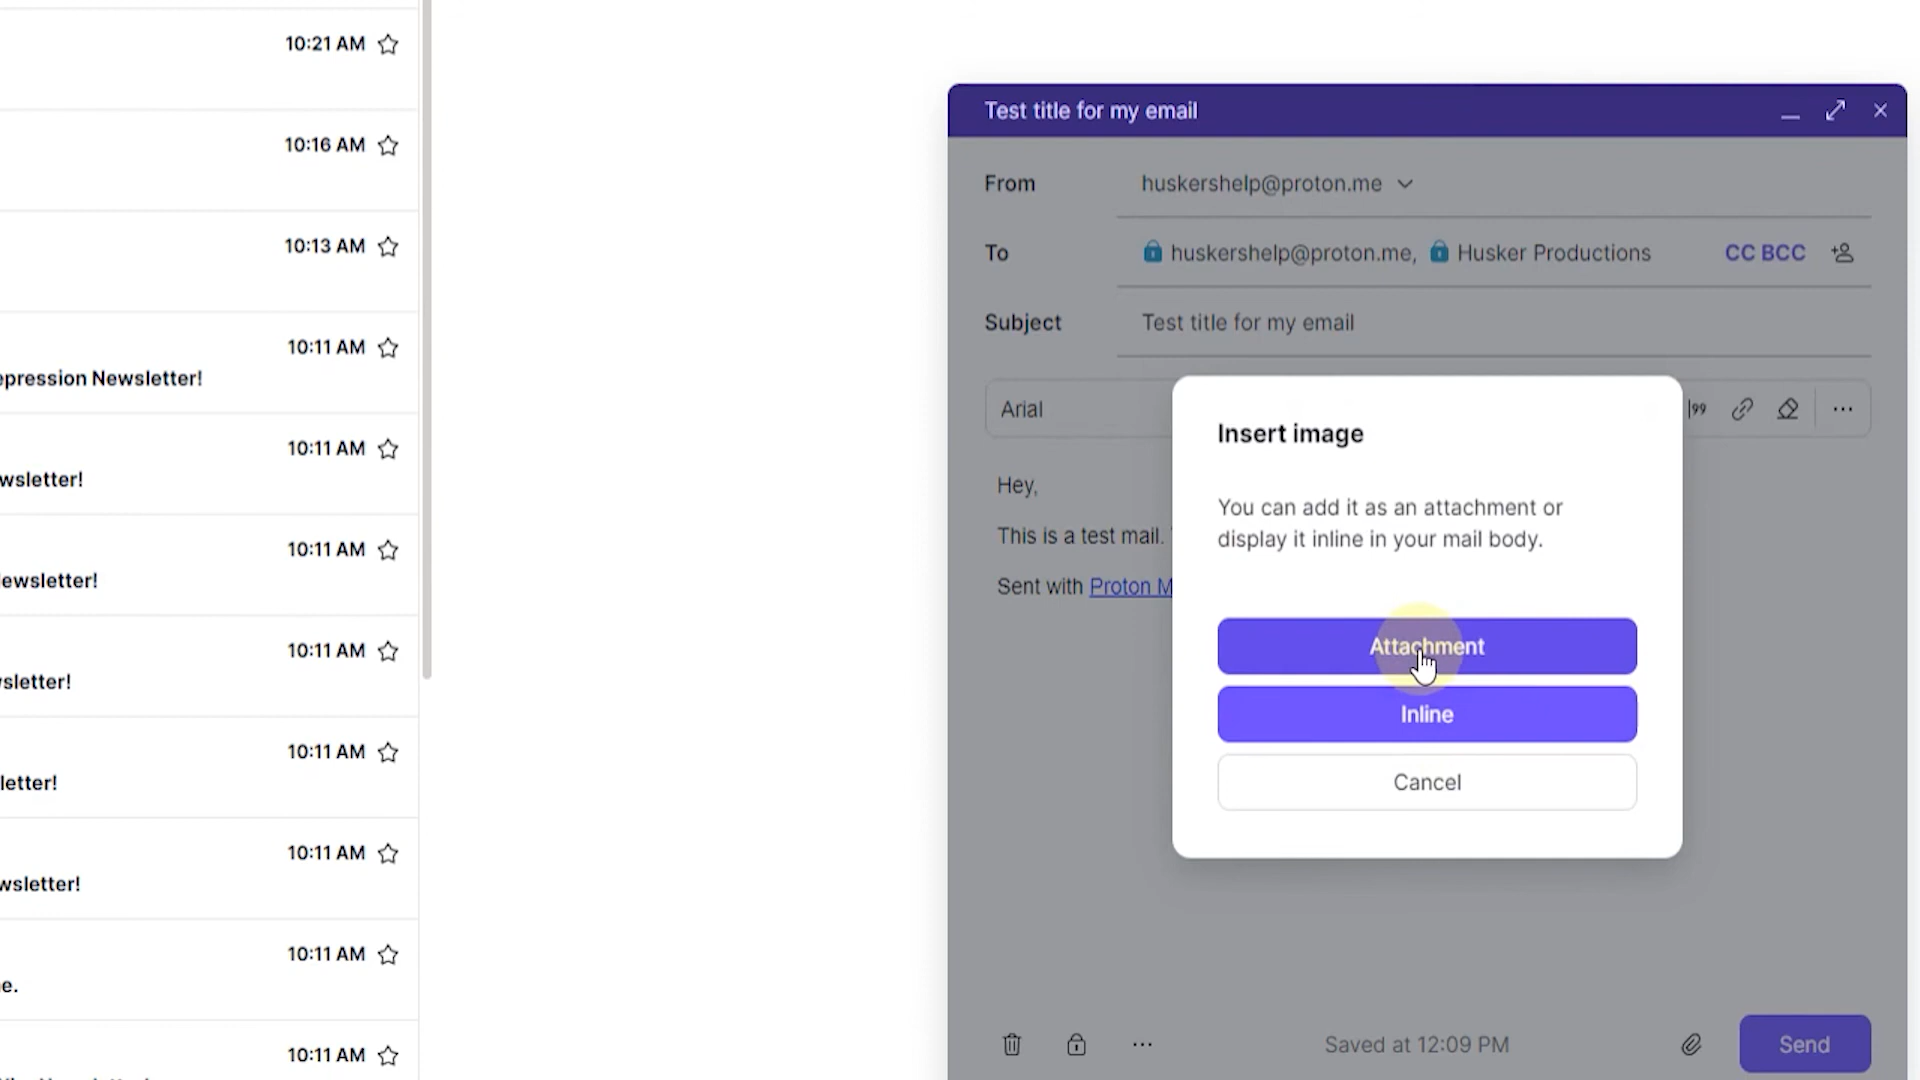 10:21 AM
10:16 AM
10:13 AM
10:11 AM
epression Newsletter!
10:11 AM
wsletter!
10:11 AM
lewsletter!
10:11 AM
vsletter!
10:11 AM
letter!
10:11 AM
wsletter!
10:11 AM
e.
10:11 AM
Test title for my email
From huskershelp@proton.me
To huskershelp@proton.me, Husker Productions CC BCC
Subject Test title for my email
Arial
Hey,
This is a test mail.
Sent with Proton M
Insert image
You can add it as an attachment or
display it inline in your mail body.
Attachment
Inline
Cancel
Saved at 12:09 PM
Send